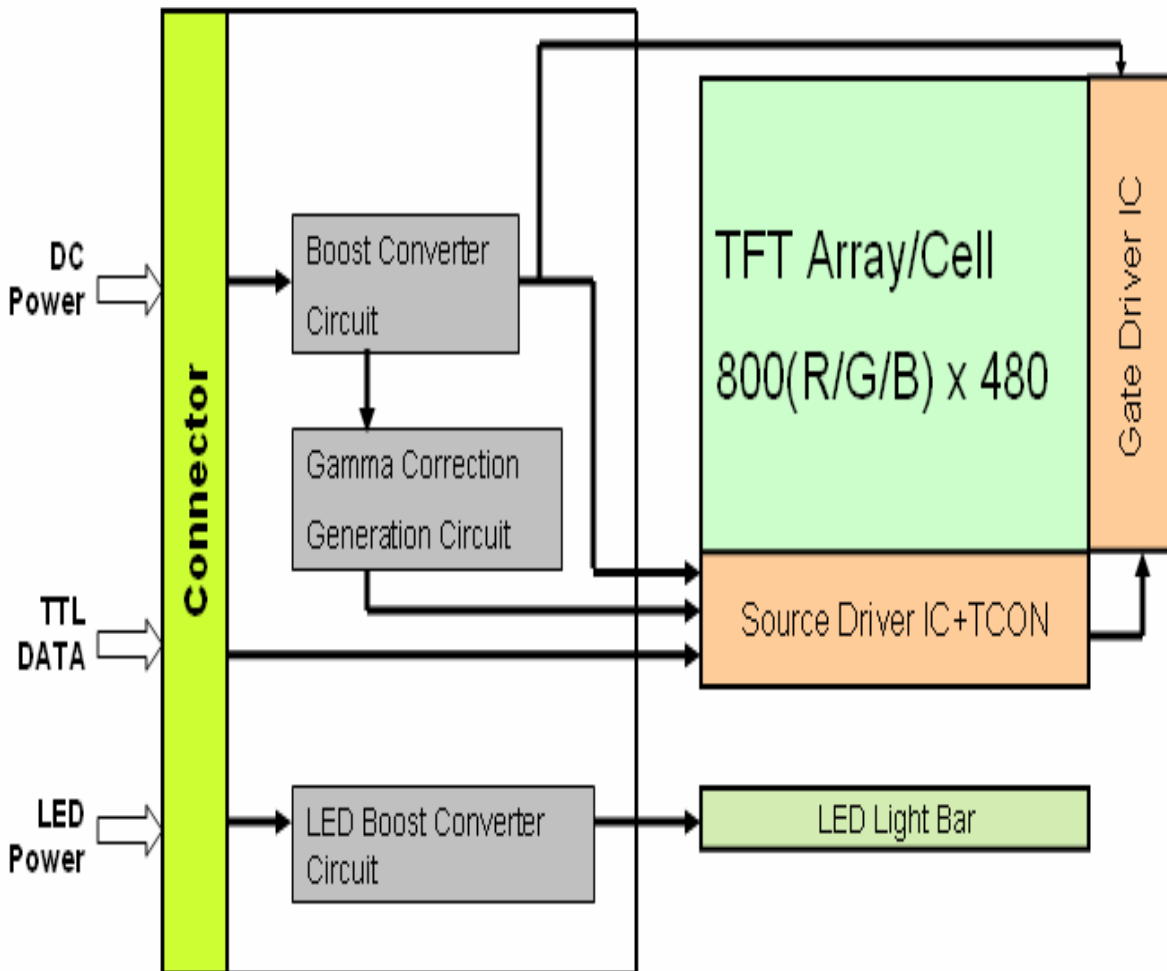 DC
Power
TTL
DATA
LED
Power
Connector
Boost Converter
Circuit
Gamma Correction
Generation Circuit
LED Boost Converter
Circuit
TFT Array/Cell
800(R/G/B) x 480
Gate Driver IC
Source Driver IC+TCON
LED Light Bar